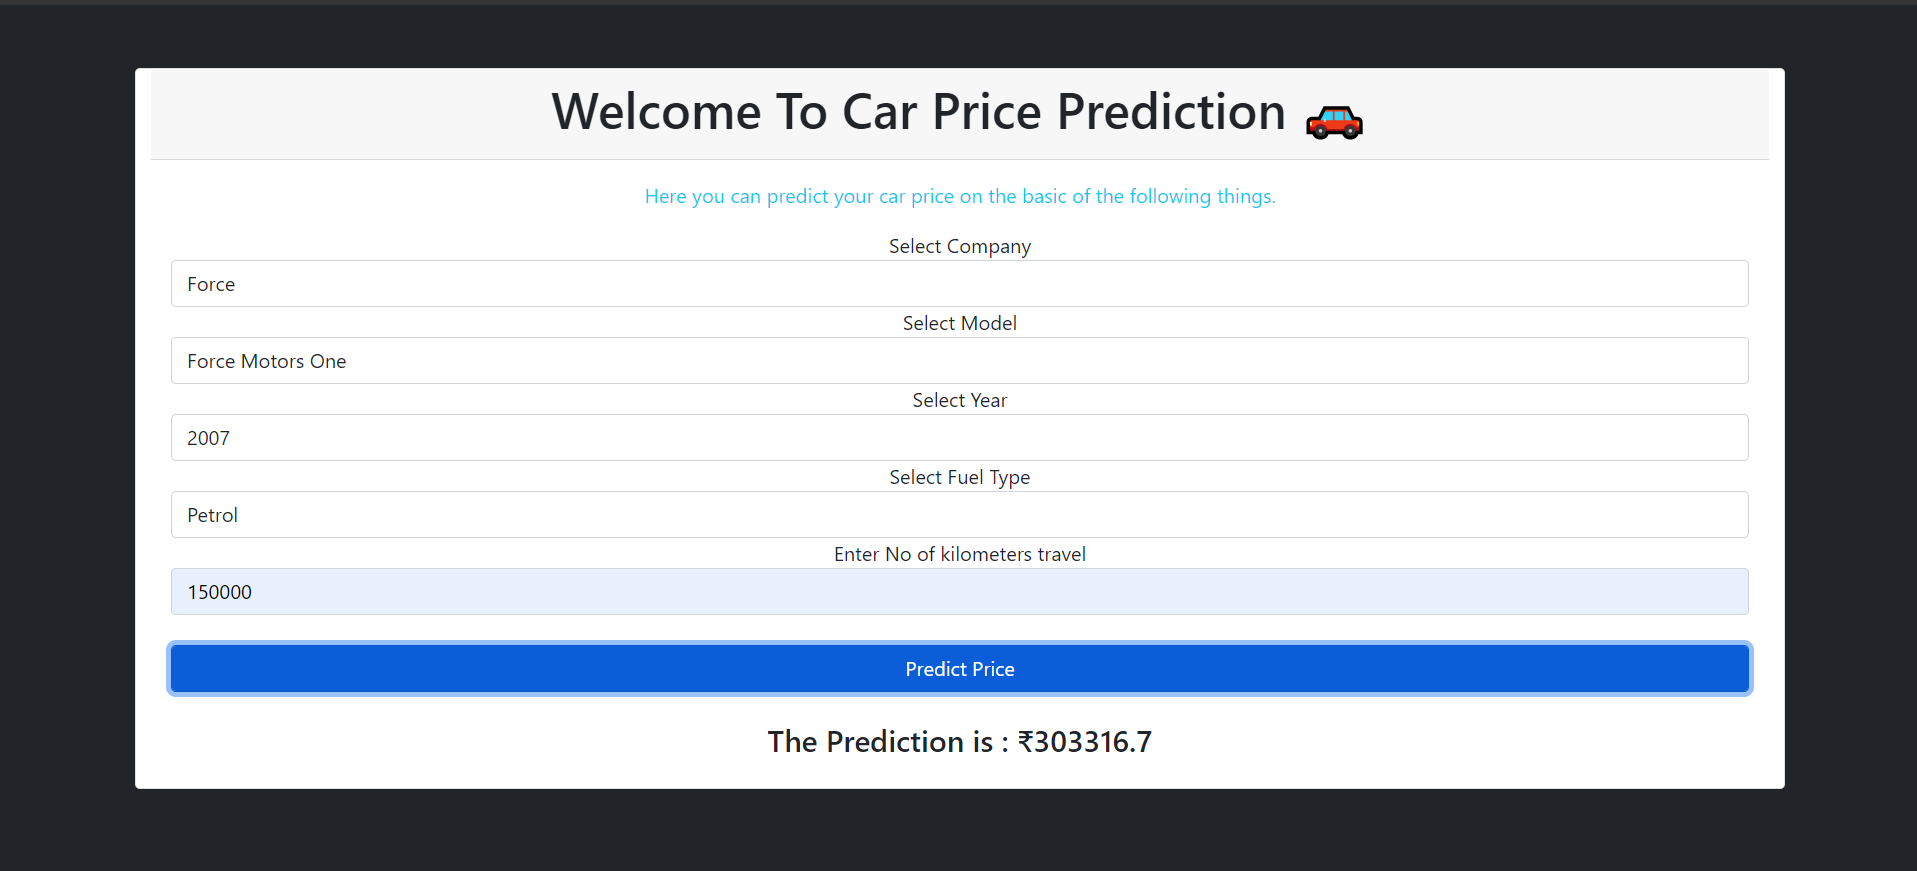 Welcome To Car Price Prediction 🚗
Here you can predict your car price on the basic of the following things.
Select Company
Force
Select Model
Force Motors One
Select Year
2007
Select Fuel Type
Petrol
Enter No of kilometers travel
150000
Predict Price
The Prediction is : ₹303316.7